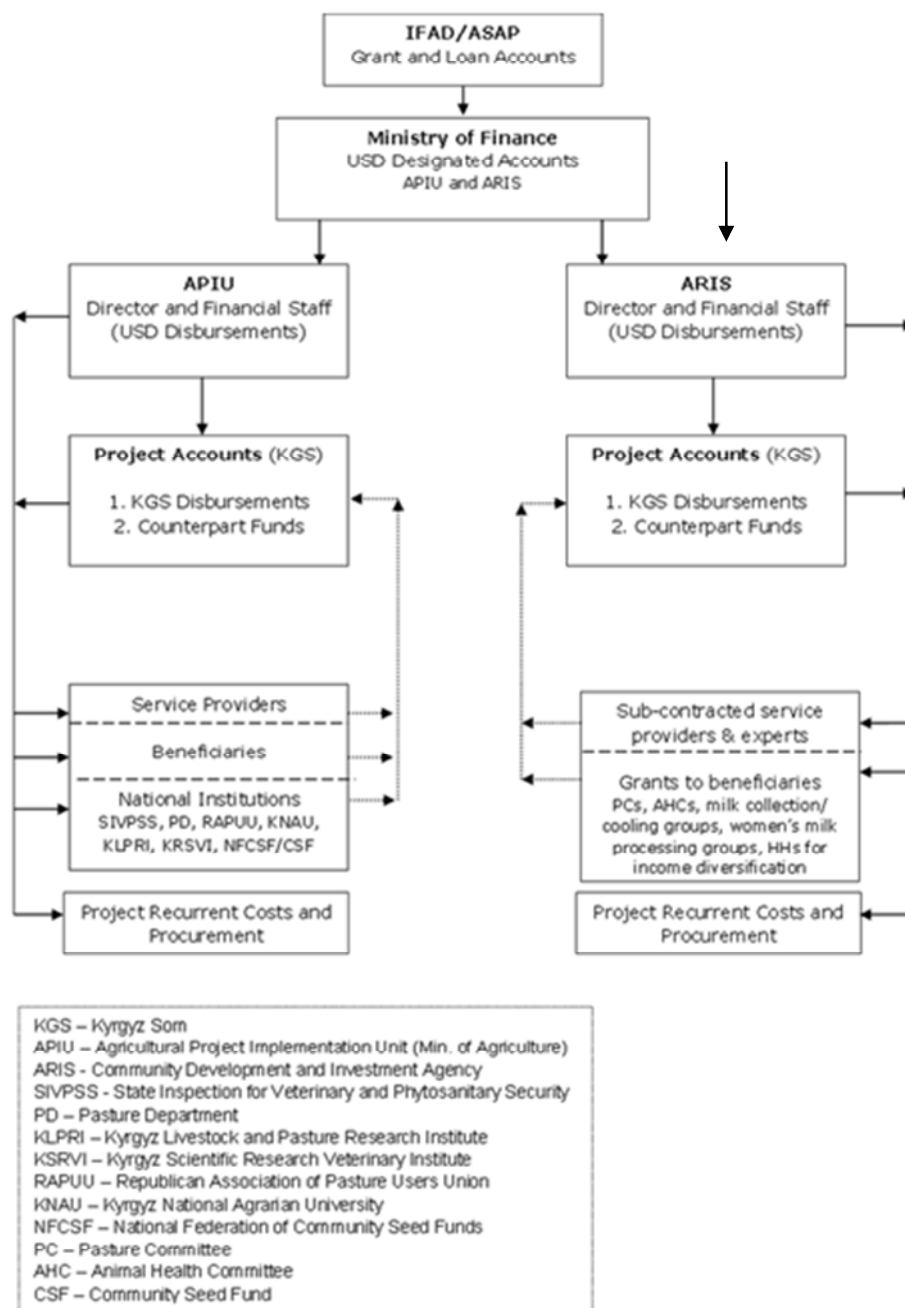 IFAD/ASAP
Grant and Loan Accounts
Ministry of Finance
USD Designated Accounts
APIU and ARIS
APIU
Director and Financial Staff
(USD Disbursements)
ARIS
Director and Financial Staff
(USD Disbursements)
Project Accounts (KGS)
1. KGS Disbursements
2. Counterpart Funds
Project Accounts (KGS)
1. KGS Disbursements
2. Counterpart Funds
Service Providers
Beneficiaries
National Institutions
SIVPSS, PD, RAPUU, KNAU,
KLPRI, KRSVI, NFCSF/CSF
Sub-contracted service
providers & experts
Grants to beneficiaries
PCs, AHCs, milk collection/
cooling groups, women's milk
processing groups, HHs for
income diversification
Project Recurrent Costs and
Procurement
Project Recurrent Costs and
Procurement
KGS – Kyrgyz Som
APIU – Agricultural Project Implementation Unit (Min. of Agriculture)
ARIS - Community Development and Investment Agency
SIVPSS - State Inspection for Veterinary and Phytosanitary Security
PD – Pasture Department
KLPRI – Kyrgyz Livestock and Pasture Research Institute
KSRVI – Kyrgyz Scientific Research Veterinary Institute
RAPUU – Republican Association of Pasture Users Union
KNAU – Kyrgyz National Agrarian University
NFCSF – National Federation of Community Seed Funds
PC – Pasture Committee
AHC – Animal Health Committee
CSF – Community Seed Fund